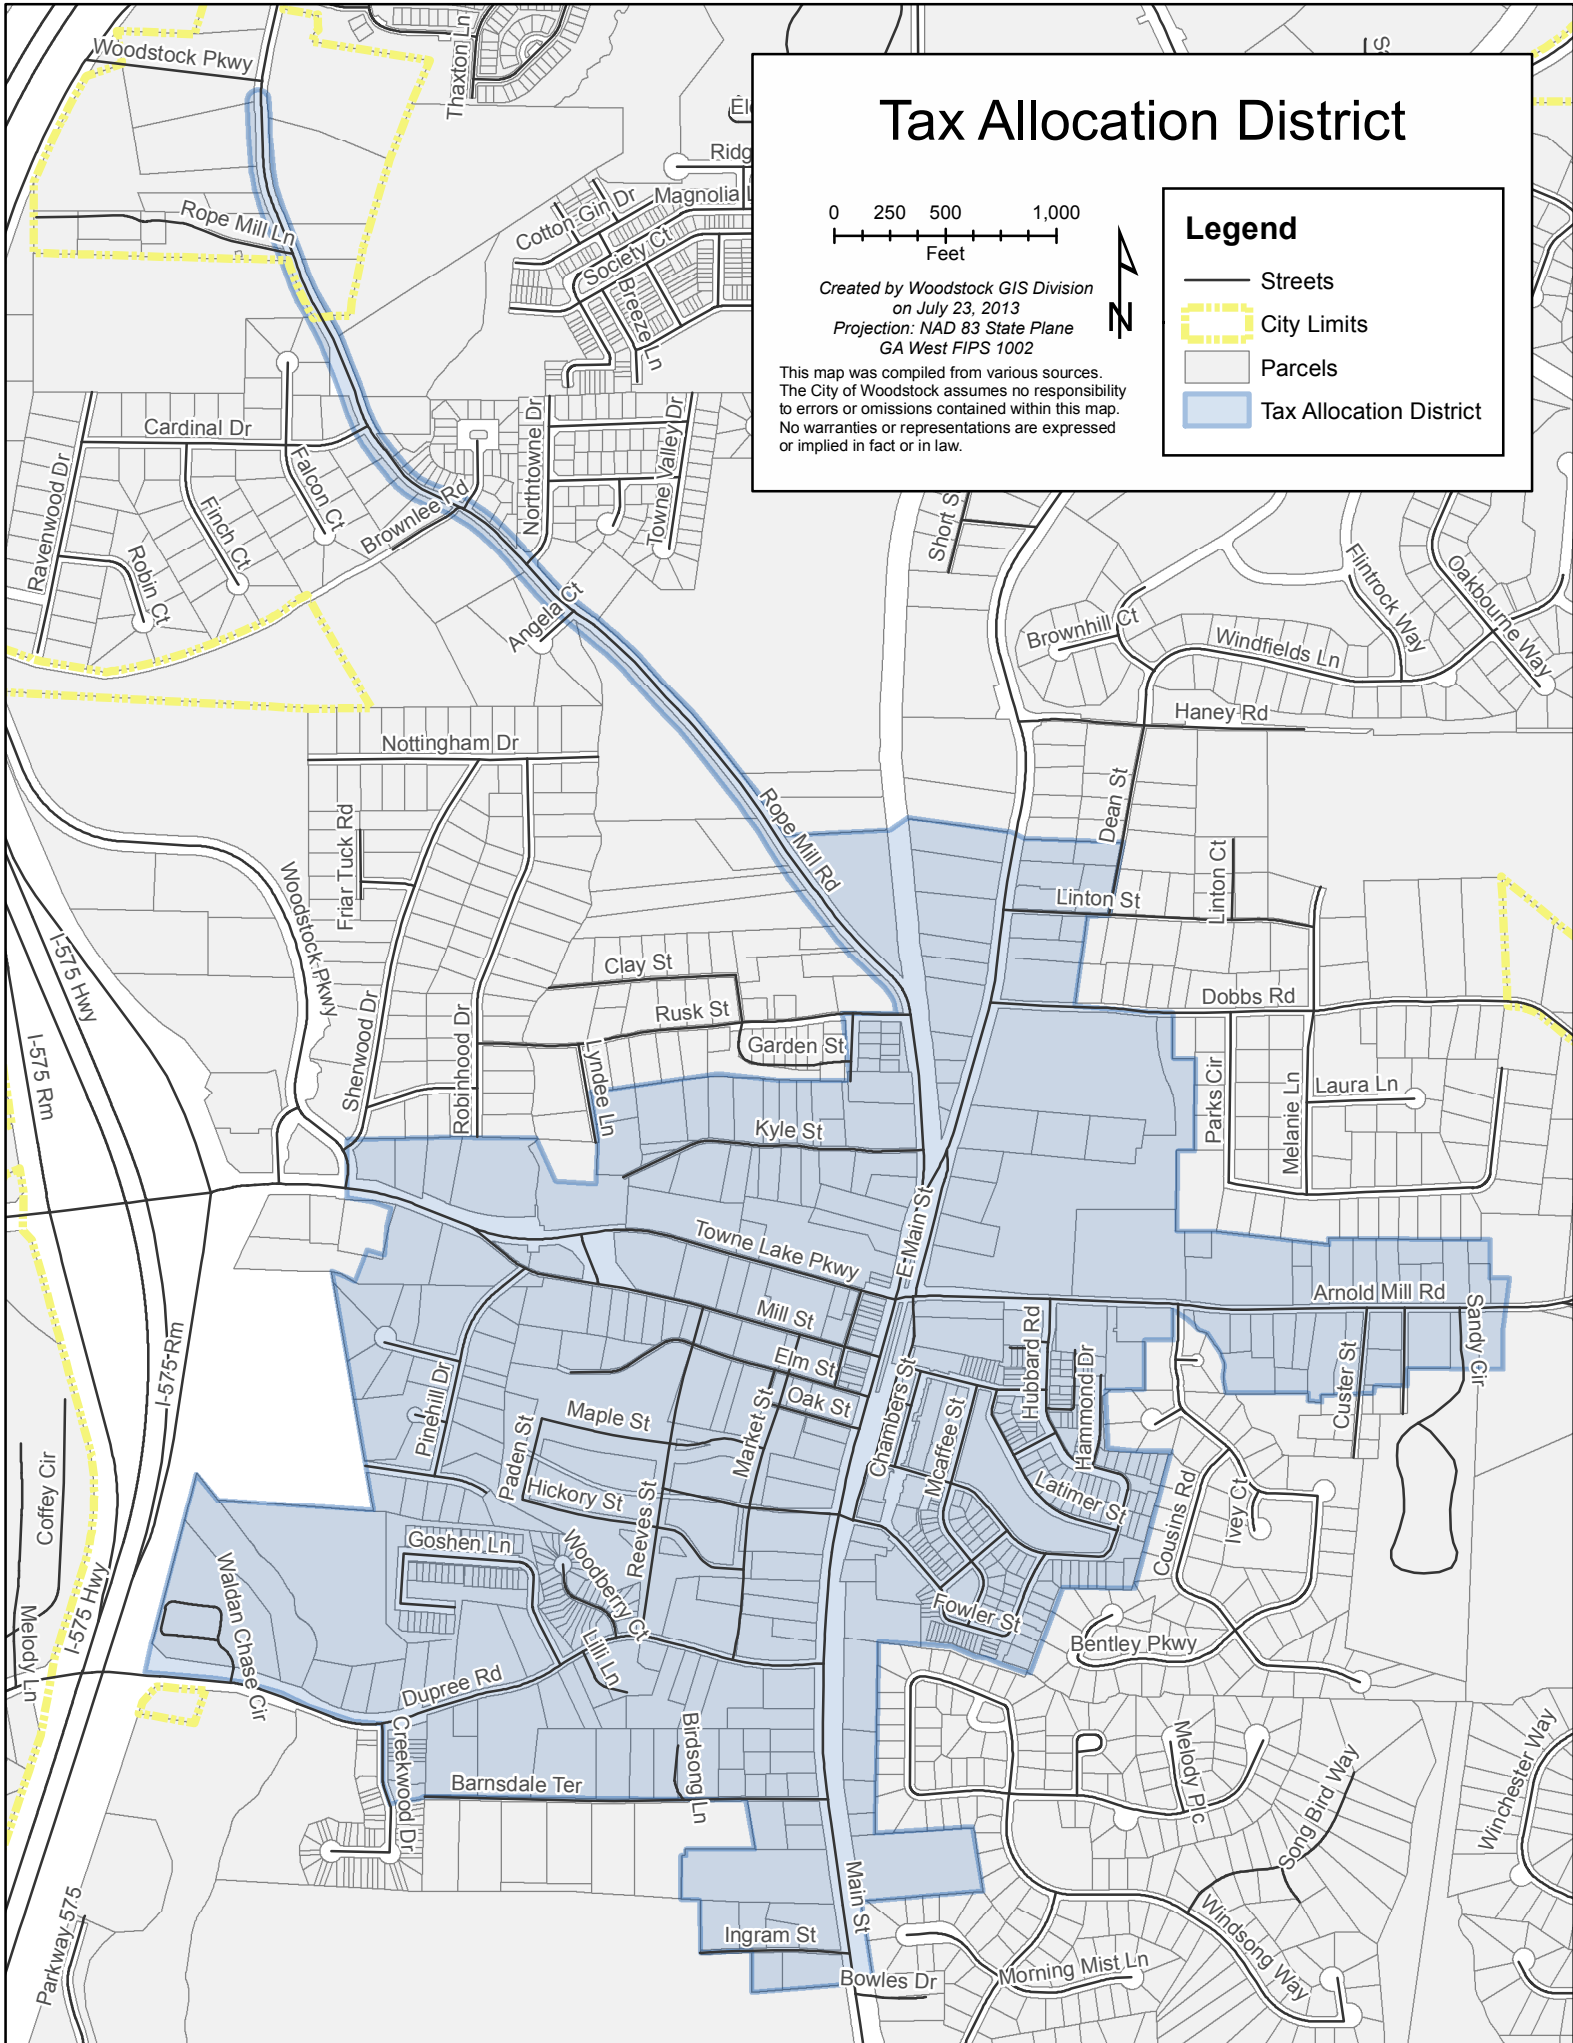 Tax Allocation District
0 250 500 1,000
Feet
Created by Woodstock GIS Division
on July 23, 2013
Projection: NAD 83 State Plane
GA West FIPS 1002
This map was compiled from various sources.
The City of Woodstock assumes no responsibility
to errors or omissions contained within this map.
No warranties or representations are expressed
or implied in fact or in law.
N
Legend
Streets
City Limits
Parcels
Tax Allocation District
Woodstock Pkwy
Thaxton Ln
Ridg
Magnolia L
Cotton Gin Dr
Society Ct
Breeze Ln
Rope Mill Ln
Cardinal Dr
Ravenwood Dr
Falcon Ct
Finch Ct
Robin Ct
Brownlee Rd
Northtowne Dr
Towne Valley Dr
Angela Ct
Short S
Brownhill Ct
Windfields Ln
Flintrock Way
Oakbourne Way
Haney Rd
Nottingham Dr
Friar Tuck Rd
Woodstock Pkwy
Rope Mill Rd
Dean St
Linton St
Linton Ct
I-575 Hwy
I-575 Rm
Clay St
Rusk St
Garden St
Dobbs Rd
Sherwood Dr
Robinhood Dr
Lyndee Ln
Kyle St
Parks Cir
Melanie Ln
Laura Ln
E Main St
Towne Lake Pkwy
Arnold Mill Rd
Sandy Cir
Mill St
Elm St
Oak St
Chambers St
Hubbard Rd
Hammond Dr
Custer St
I-575 Rm
Pinehill Dr
Paden St
Maple St
Market St
Mcaffee St
Latimer St
Hickory St
Reeves St
Cousins Rd
Ivey Ct
Coffey Cir
Goshen Ln
Woodberry Ct
Waldan Chase Cir
Fowler St
Bentley Pkwy
I-575 Hwy
Melody Ln
Lilli Ln
Dupree Rd
Creekwood Dr
Birdsong Ln
Barnsdale Ter
Melody Plc
Song Bird Way
Winchester Way
Main St
Windsong Way
Ingram St
Bowles Dr
Morning Mist Ln
Parkway 575